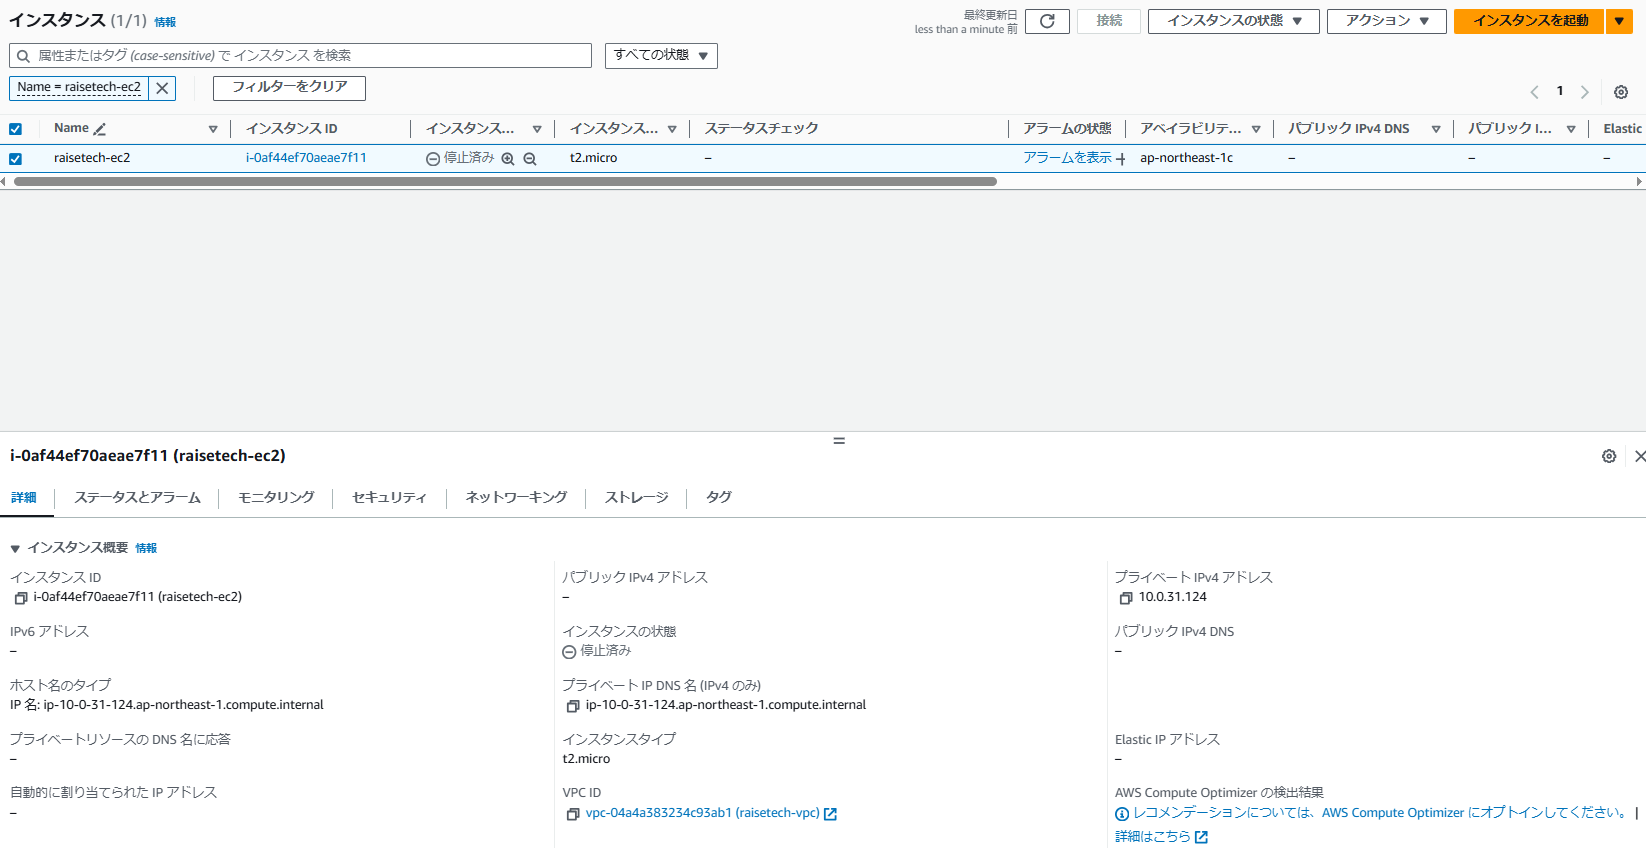 インスタンス (1/1) 情報
最終更新日
less than a minute 前
接続
インスタンスの状態
アクション
インスタンスを起動
属性またはタグ (case-sensitive) で インスタンス を検索
すべての状態
Name = raisetech-ec2
フィルターをクリア
1
Name インスタンス ID インスタンス... インスタンス... ステータスチェック アラームの状態 アベイラビリテ... パブリック IPv4 DNS パブリック I... Elastic
raisetech-ec2 i-0af44ef70aeae7f11 停止済み t2.micro – アラームを表示 + ap-northeast-1c – – –
i-0af44ef70aeae7f11 (raisetech-ec2)
詳細 ステータスとアラーム モニタリング セキュリティ ネットワーキング ストレージ タグ
インスタンス概要 情報
インスタンス ID
i-0af44ef70aeae7f11 (raisetech-ec2)
パブリック IPv4 アドレス
–
プライベート IPv4 アドレス
10.0.31.124
IPv6 アドレス
–
インスタンスの状態
停止済み
パブリック IPv4 DNS
–
ホスト名のタイプ
IP 名: ip-10-0-31-124.ap-northeast-1.compute.internal
プライベート IP DNS 名 (IPv4 のみ)
ip-10-0-31-124.ap-northeast-1.compute.internal
プライベートリソースの DNS 名に応答
–
インスタンスタイプ
t2.micro
Elastic IP アドレス
–
自動的に割り当てられた IP アドレス
–
VPC ID
vpc-04a4a383234c93ab1 (raisetech-vpc)
AWS Compute Optimizer の検出結果
レコメンデーションについては、AWS Compute Optimizer にオプトインしてください。 |
詳細はこちら